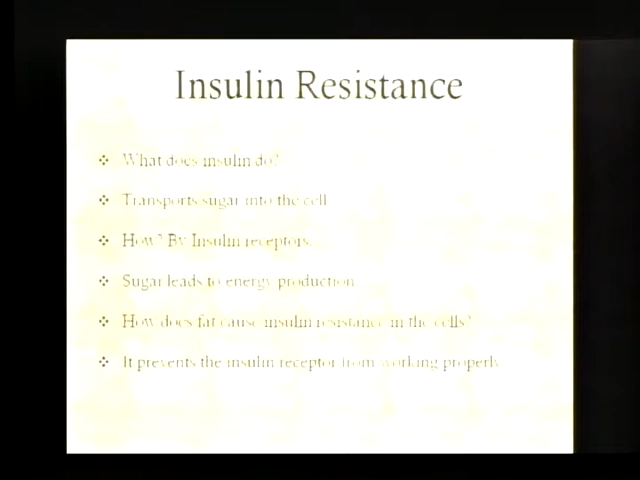 Insulin Resistance
What does insulin do?
Transports sugar into the cell
How? By Insulin receptors
Sugar leads to energy production
How does fat cause insulin resistance in the cells?
It prevents the insulin receptor from working properly